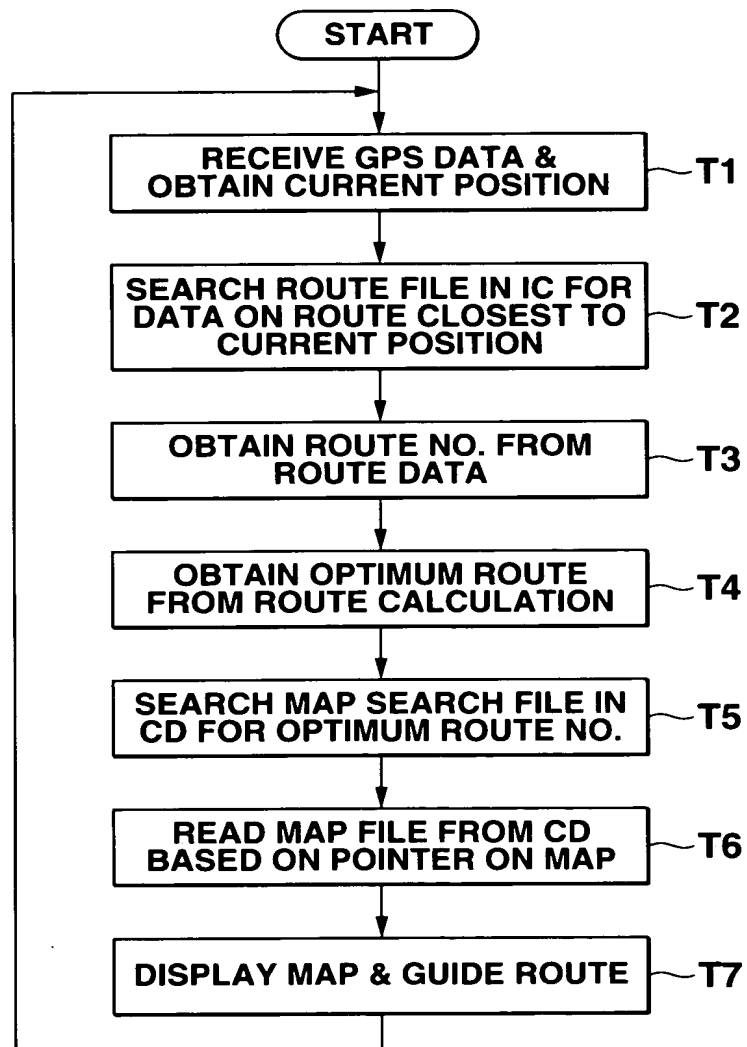 START
RECEIVE GPS DATA &
OBTAIN CURRENT POSITION
T1
SEARCH ROUTE FILE IN IC FOR
DATA ON ROUTE CLOSEST TO
CURRENT POSITION
T2
OBTAIN ROUTE NO. FROM
ROUTE DATA
T3
OBTAIN OPTIMUM ROUTE
FROM ROUTE CALCULATION
T4
SEARCH MAP SEARCH FILE IN
CD FOR OPTIMUM ROUTE NO.
T5
READ MAP FILE FROM CD
BASED ON POINTER ON MAP
T6
DISPLAY MAP & GUIDE ROUTE
T7